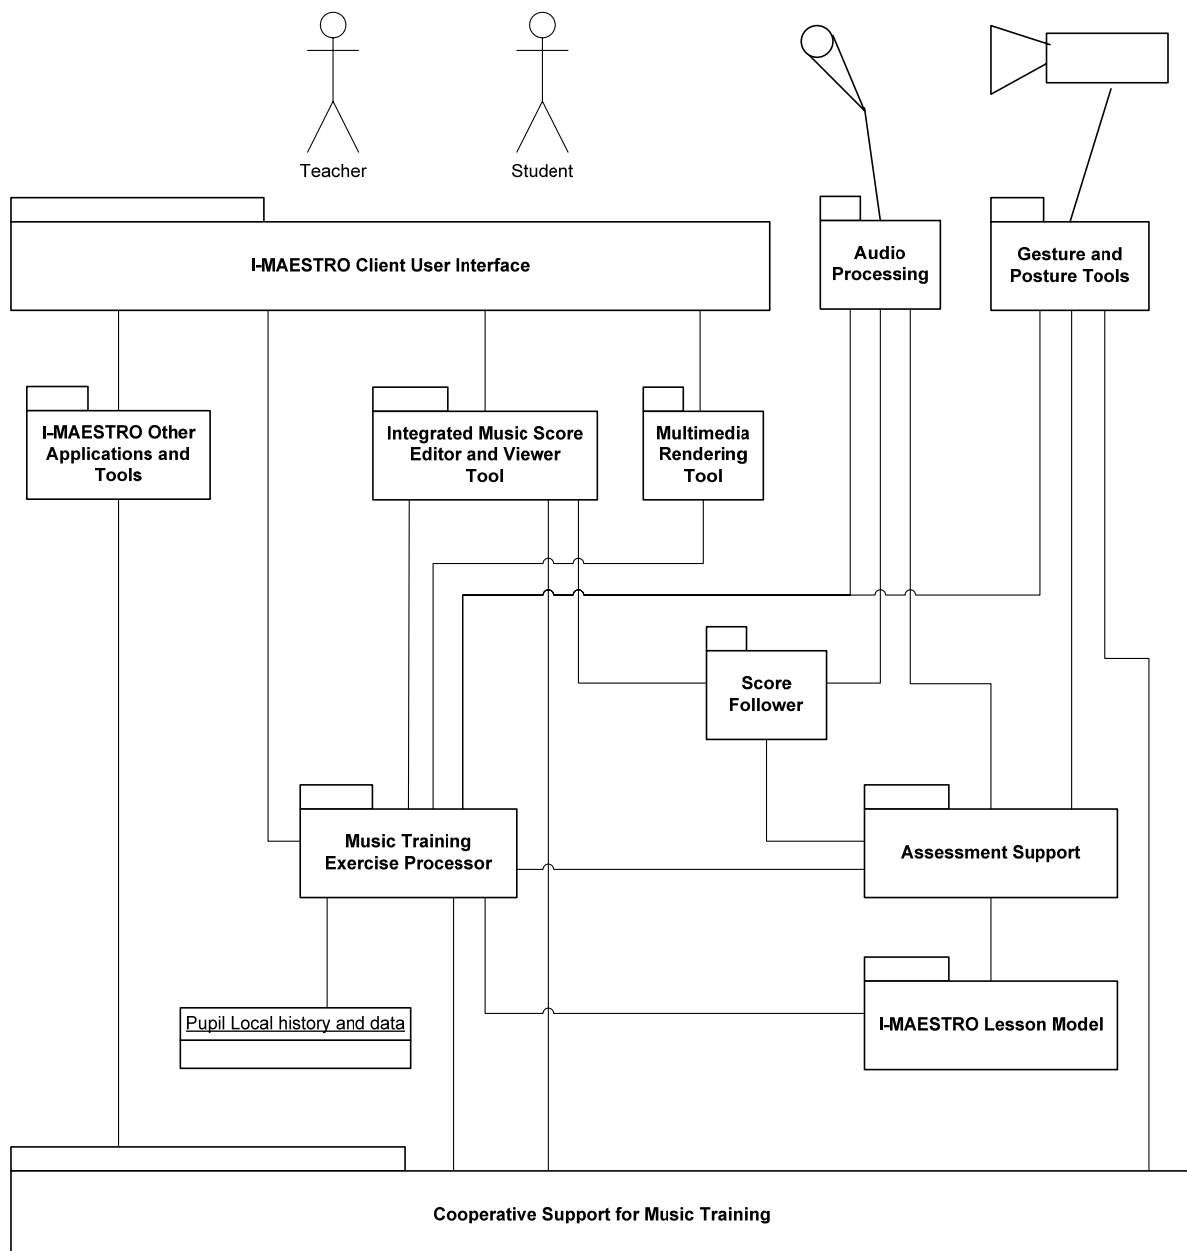 Teacher
Student
I-MAESTRO Client User Interface
Audio
Processing
Gesture and
Posture Tools
I-MAESTRO Other
Applications and
Tools
Integrated Music Score
Editor and Viewer
Tool
Multimedia
Rendering
Tool
Score
Follower
Music Training
Exercise Processor
Assessment Support
Pupil Local history and data
I-MAESTRO Lesson Model
Cooperative Support for Music Training